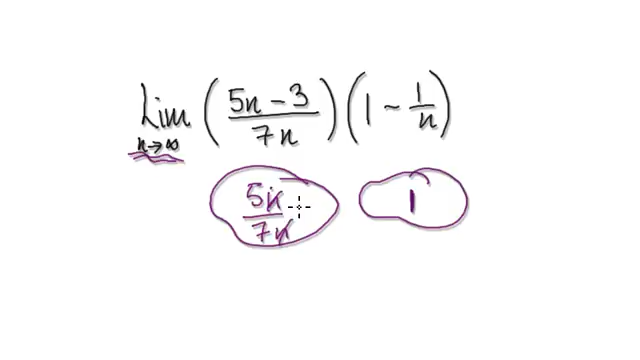 Lim n→∞ (5n - 3 / 7n) (1 - 1/n)
5n / 7n    1